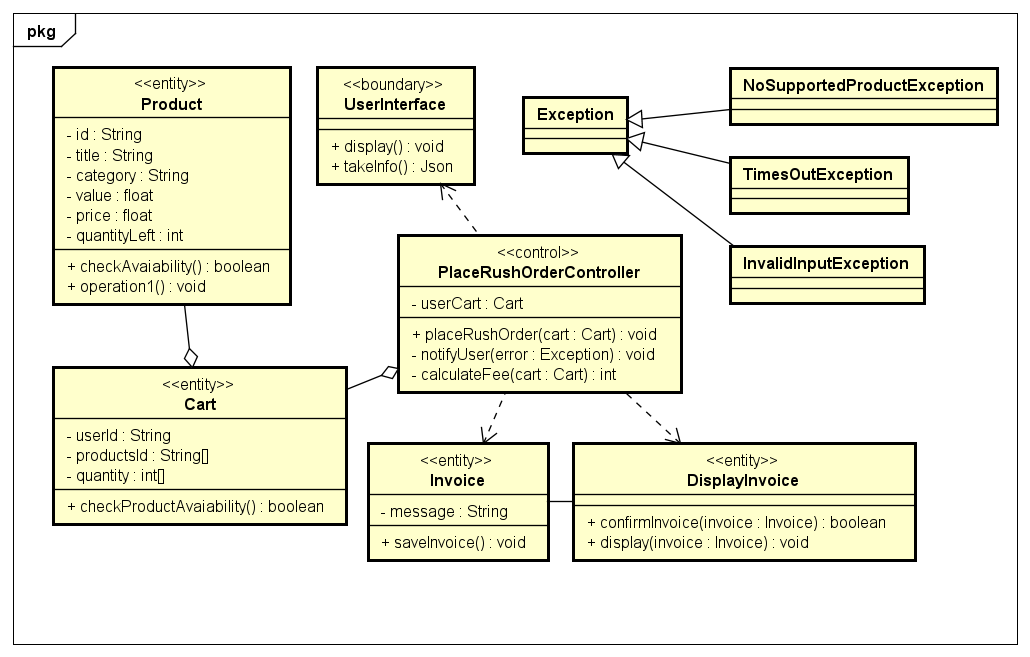 pkg
<<entity>>
Product
- id : String
- title : String
- category : String
- value : float
- price : float
- quantityLeft : int
+ checkAvaiability() : boolean
+ operation1() : void
<<boundary>>
UserInterface
+ display() : void
+ takeInfo() : Json
Exception
NoSupportedProductException
TimesOutException
InvalidInputException
<<control>>
PlaceRushOrderController
- userCart : Cart
+ placeRushOrder(cart : Cart) : void
- notifyUser(error : Exception) : void
- calculateFee(cart : Cart) : int
<<entity>>
Cart
- userId : String
- productsId : String[]
- quantity : int[]
+ checkProductAvaiability() : boolean
<<entity>>
Invoice
- message : String
+ saveInvoice() : void
<<entity>>
DisplayInvoice
+ confirmInvoice(invoice : Invoice) : boolean
+ display(invoice : Invoice) : void